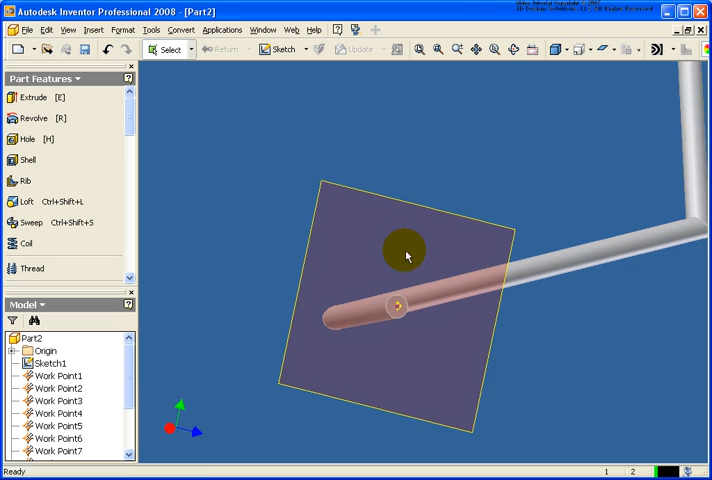 Autodesk Inventor Professional 2008 - [Part2]
File Edit View Insert Format Tools Convert Applications Window Web Help
Select Return Sketch Update
Part Features
Extrude [E]
Revolve [R]
Hole [H]
Shell
Rib
Loft Ctrl+Shift+L
Sweep Ctrl+Shift+S
Coil
Thread
Model
Part2
Origin
Sketch1
Work Point1
Work Point2
Work Point3
Work Point4
Work Point5
Work Point6
Work Point7
Ready 1 2